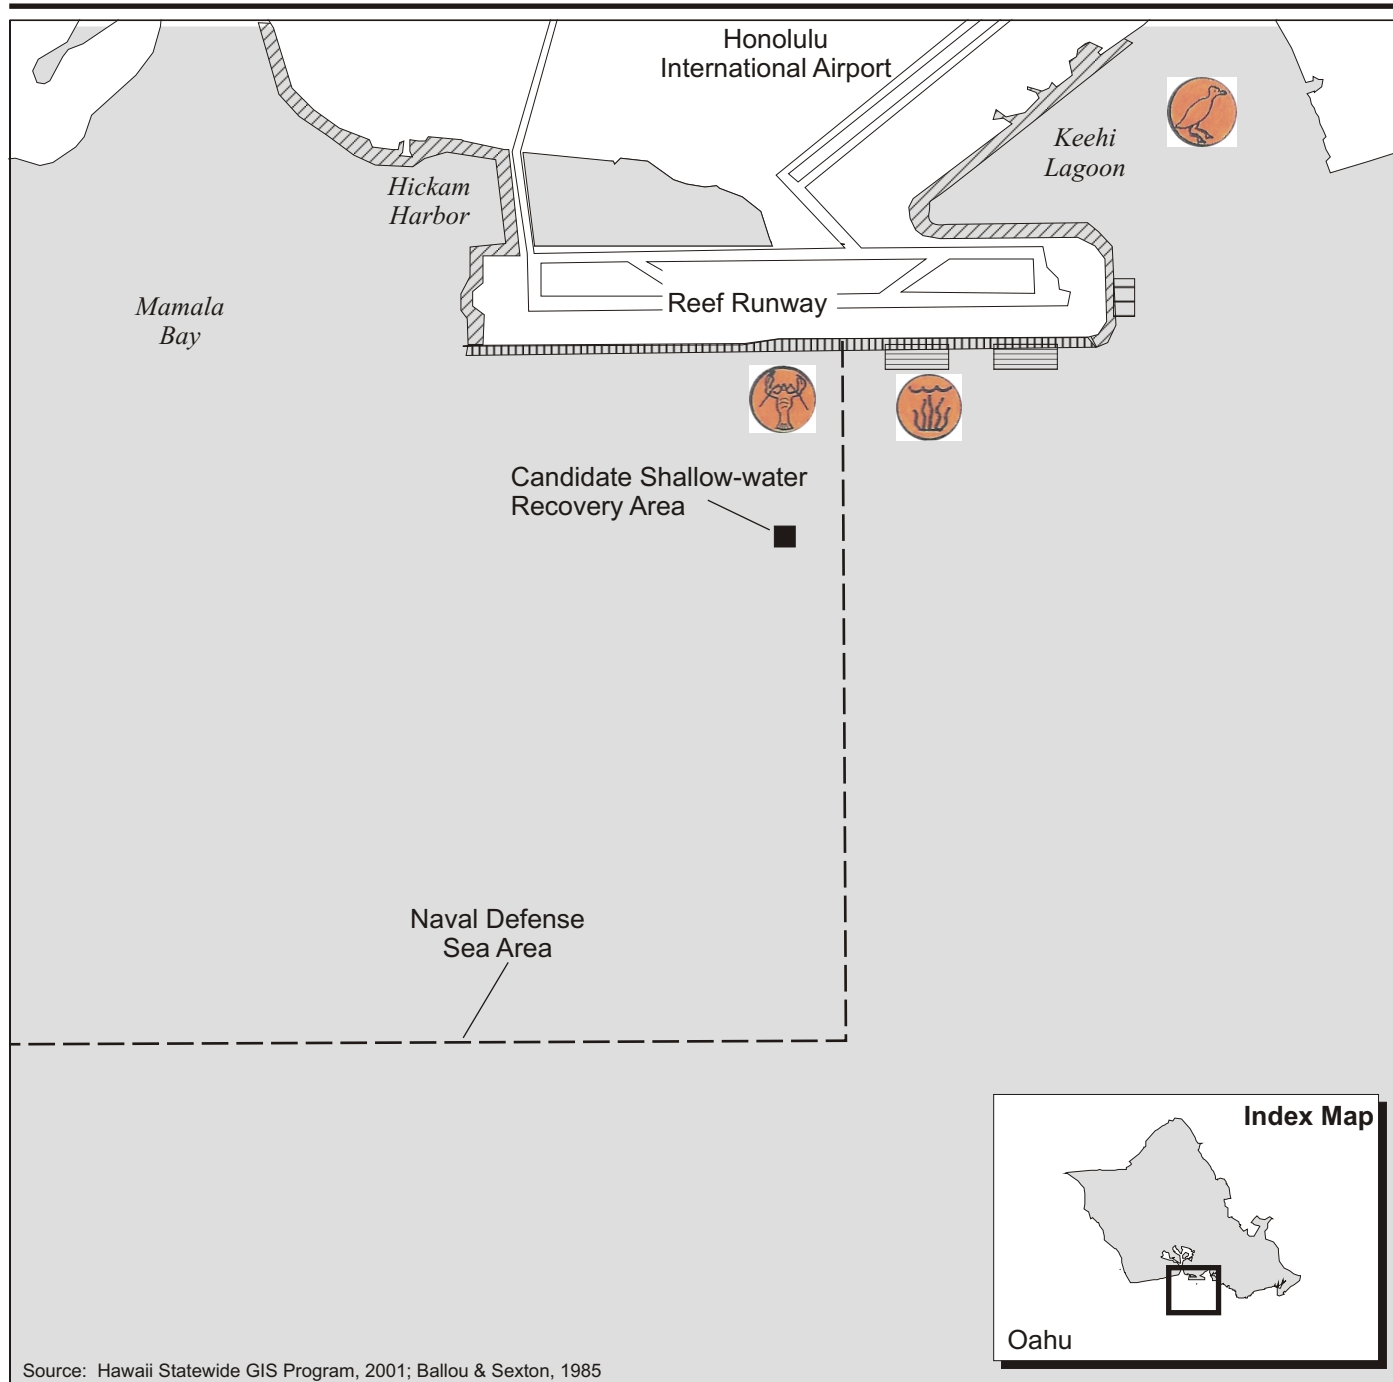 Honolulu
International Airport
Keehi
Lagoon
Hickam
Harbor
Mamala
Bay
Reef Runway
Candidate Shallow-water
Recovery Area
Naval Defense
Sea Area
Index Map
Oahu
Source: Hawaii Statewide GIS Program, 2001; Ballou & Sexton, 1985